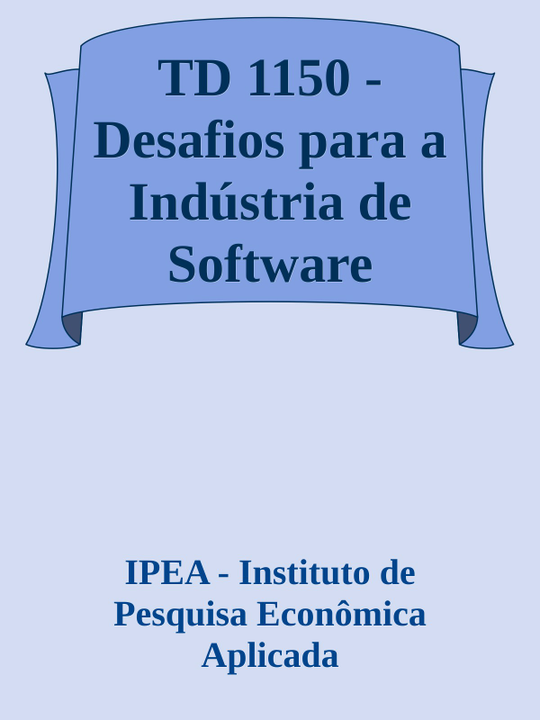 TD 1150 -
Desafios para a
Indústria de
Software
IPEA - Instituto de
Pesquisa Econômica
Aplicada